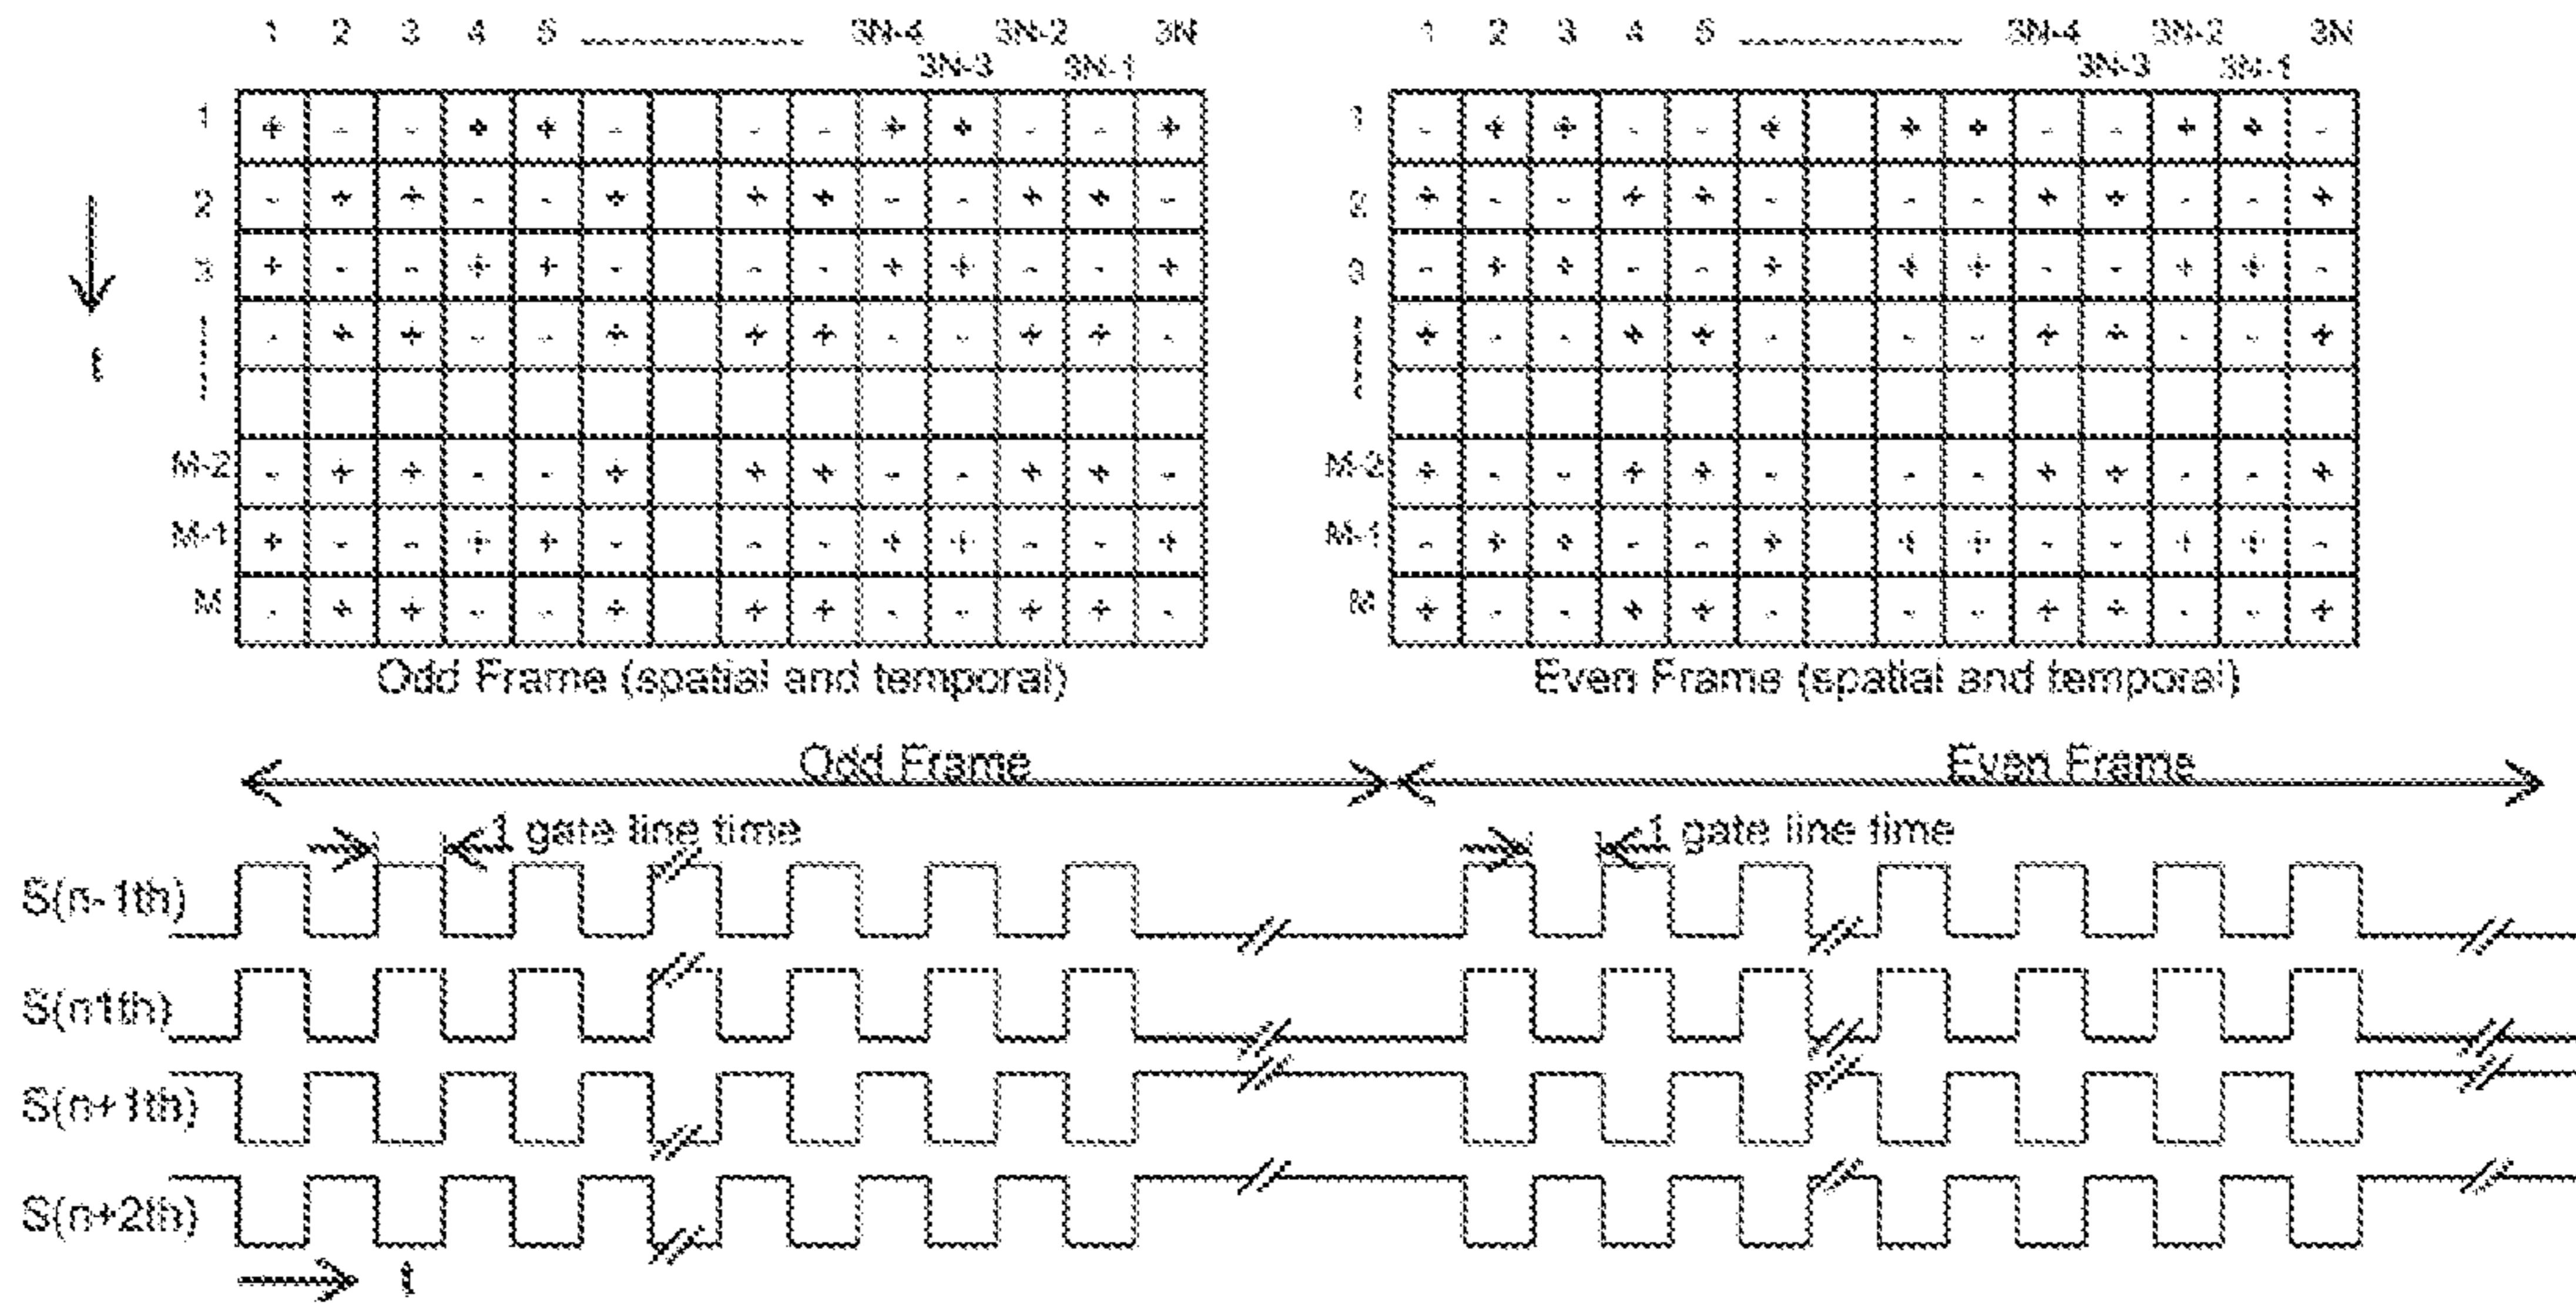 1 2 3 4 5 3N-4 3N-2 3N 1 2 3 4 5 3N-4 3N-2 3N
3N-3 3N-1 3N-3 3N-1
1 + - - + + - - - + + - - + 1 - + + - - + + + - - + + -
2 - + + - - + + + - - + + - 2 + - - + + - - - + + - - +
3 + - - + + - - - + + - - + 3 - + + - - + + + - - + + -
- + + - - + + + - - + + - + - - + + - - - + + - - +
t
M-2 - + + - - + + + - - + + - M-2 + - - + + - - - + + - - +
M-1 + - - + + - - - + + - - + M-1 - + + - - + + + - - + + -
M - + + - - + + + - - + + - M + - - + + - - - + + - - +
Odd Frame (spatial and temporal) Even Frame (spatial and temporal)
Odd Frame Even Frame
1 gate line time 1 gate line time
S(n-1th)
S(n1th)
S(n+1th)
S(n+2th)
t